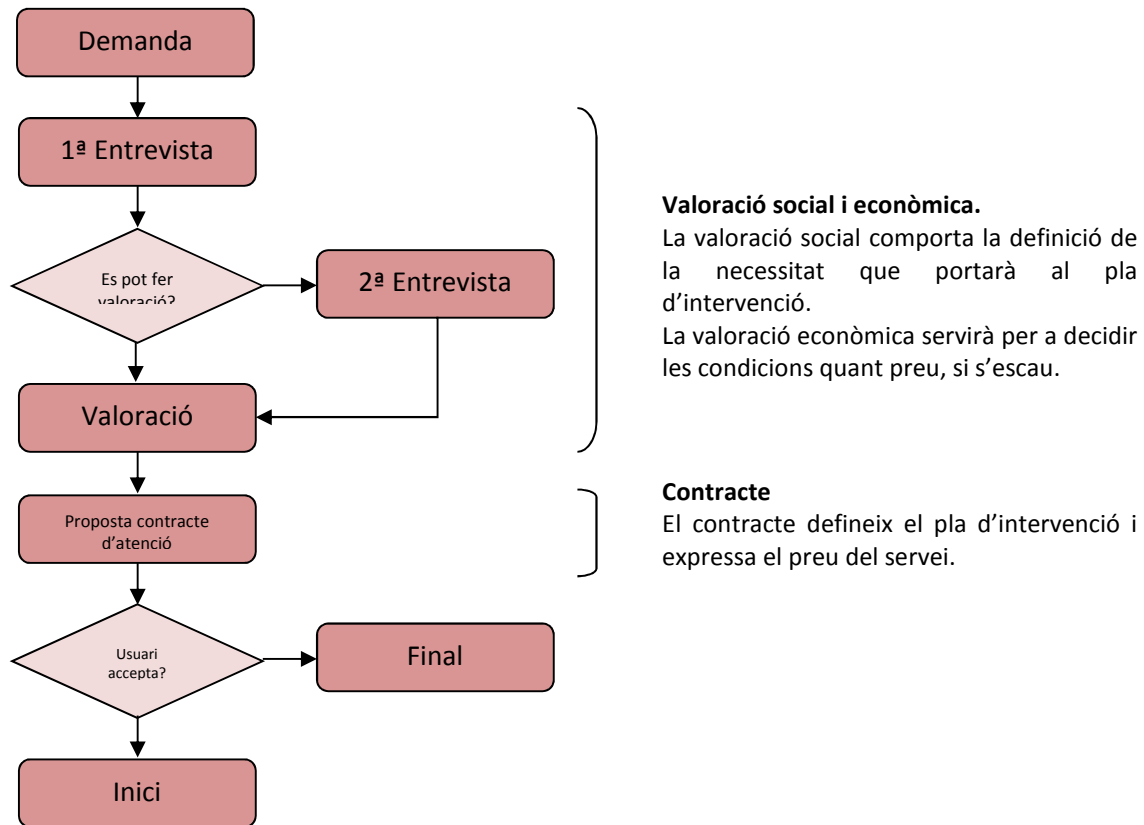 Demanda
1ª Entrevista
Es pot fer
valoració?
2ª Entrevista
Valoració
Proposta contracte
d’atenció
Usuari
accepta?
Final
Inici
Valoració social i econòmica.
La valoració social comporta la definició de
la necessitat que portarà al pla
d’intervenció.
La valoració econòmica servirà per a decidir
les condicions quant preu, si s’escau.
Contracte
El contracte defineix el pla d’intervenció i
expressa el preu del servei.